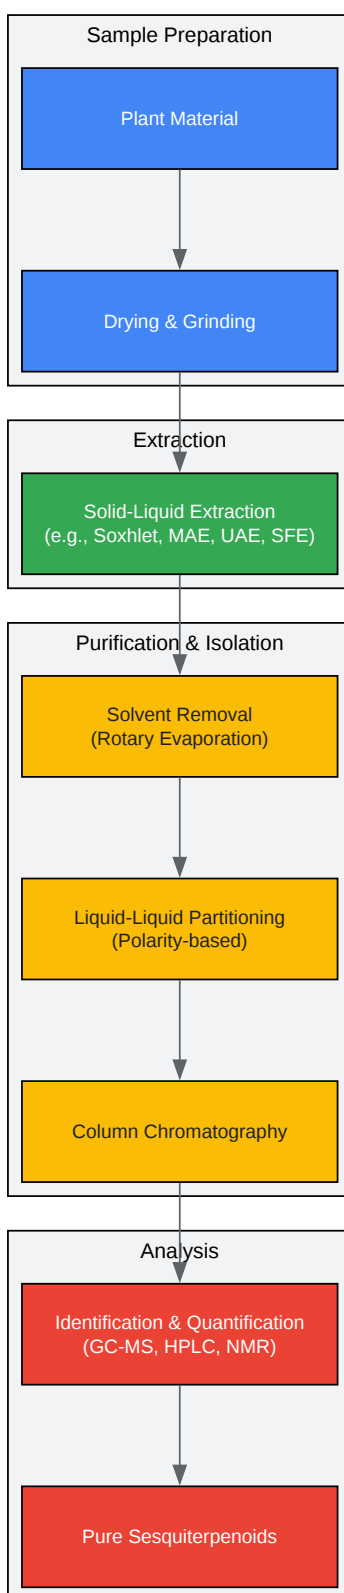 Sample Preparation
Plant Material
Drying & Grinding
Extraction
Solid-Liquid Extraction
(e.g., Soxhlet, MAE, UAE, SFE)
Purification & Isolation
Solvent Removal
(Rotary Evaporation)
Liquid-Liquid Partitioning
(Polarity-based)
Column Chromatography
Analysis
Identification & Quantification
(GC-MS, HPLC, NMR)
Pure Sesquiterpenoids